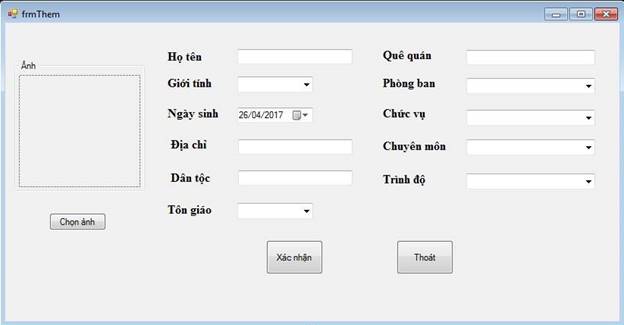 frmThem
Ảnh
Chọn ảnh
Họ tên
Giới tính
Ngày sinh 26/04/2017
Địa chỉ
Dân tộc
Tôn giáo
Quê quán
Phòng ban
Chức vụ
Chuyên môn
Trình độ
Xác nhận
Thoát